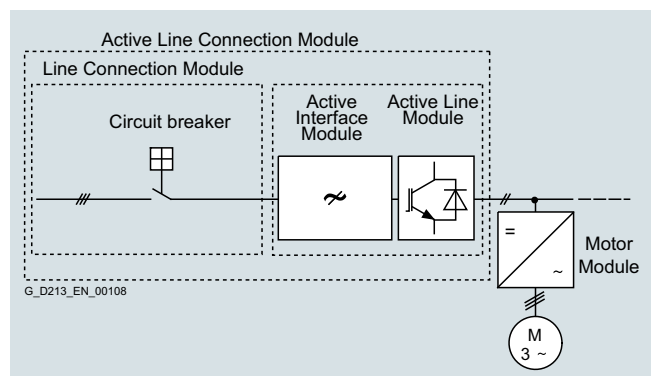 Active Line Connection Module
Line Connection Module
Circuit breaker
Active
Interface
Module
Active Line
Module
=
~
Motor
Module
G_D213_EN_00108
M
3 ~